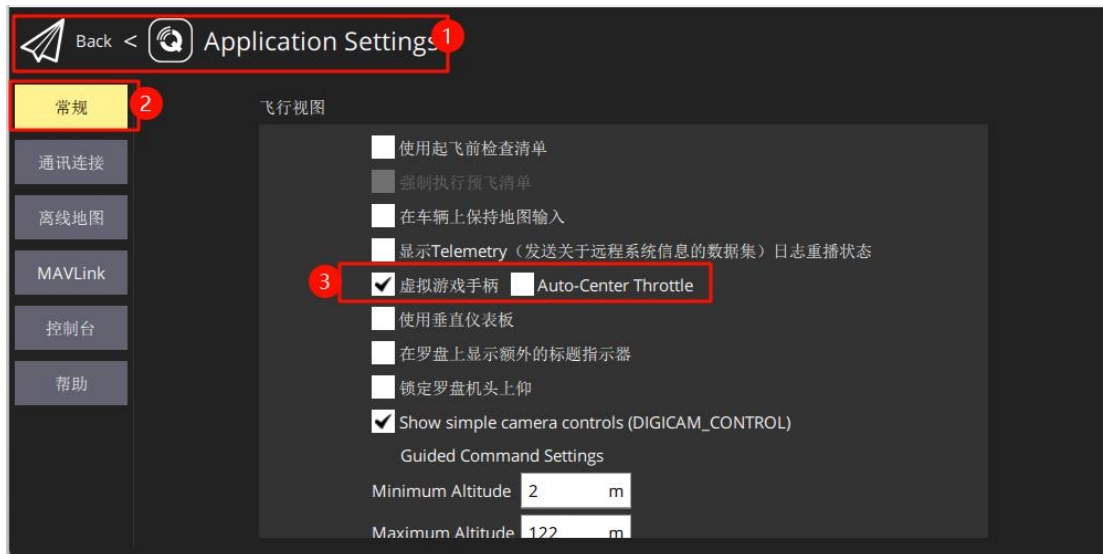 Back < Application Settings 1
常规 2
通讯连接
离线地图
MAVLink
控制台
帮助
飞行视图
使用起飞前检查清单
强制执行预飞清单
在车辆上保持地图输入
显示Telemetry（发送关于远程系统信息的数据集）日志重播状态
3 虚拟游戏手柄 Auto-Center Throttle
使用垂直仪表板
在罗盘上显示额外的标题指示器
锁定罗盘机头上仰
Show simple camera controls (DIGICAM_CONTROL)
Guided Command Settings
Minimum Altitude 2 m
Maximum Altitude 122 m